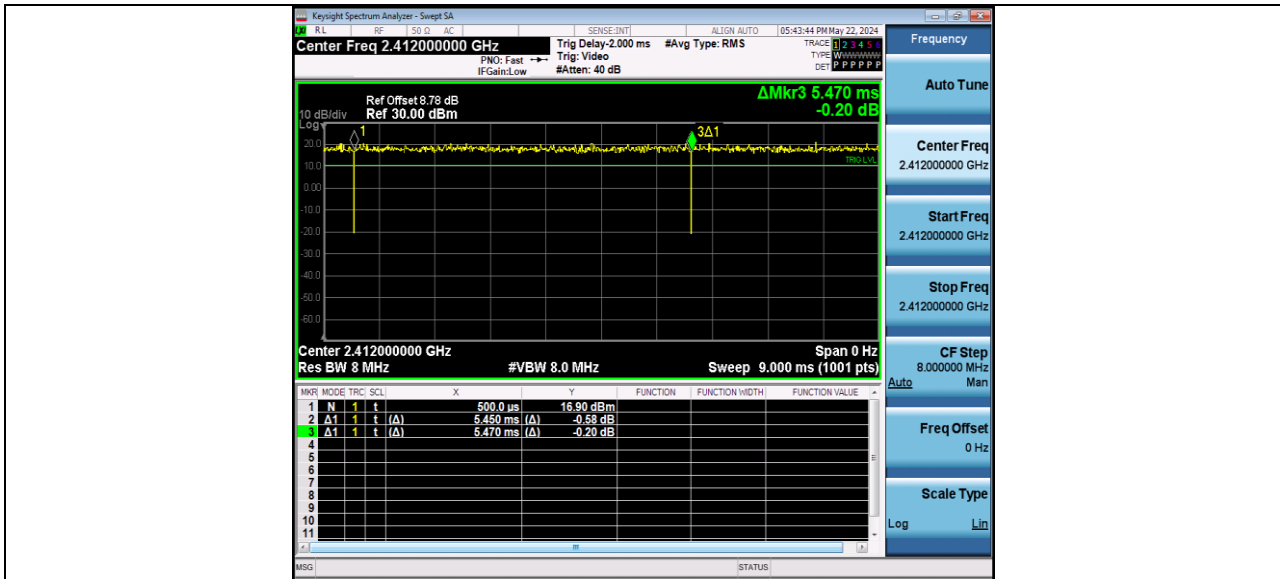 Keysight Spectrum Analyzer - Swept SA
RL RF 50 Ω AC SENSE:INT ALIGN AUTO 05:43:44 PM May 22, 2024
Center Freq 2.412000000 GHz Trig Delay-2.000 ms #Avg Type: RMS TRACE 1 2 3 4 5 6
PNO: Fast Trig: Video TYPE WWWWWW
IFGain:Low #Atten: 40 dB DET P P P P P P
Frequency
ΔMkr3 5.470 ms
-0.20 dB
Ref Offset 8.78 dB
10 dB/div Ref 30.00 dBm
Log
1
3Δ1
20.0
TRIG LVL
10.0
0.00
-10.0
-20.0
-30.0
-40.0
-50.0
-60.0
Center 2.412000000 GHz Span 0 Hz
Res BW 8 MHz #VBW 8.0 MHz Sweep 9.000 ms (1001 pts)
MKR MODE TRC SCL X Y FUNCTION FUNCTION WIDTH FUNCTION VALUE
1 N 1 t 500.0 µs 16.90 dBm
2 Δ1 1 t (Δ) 5.450 ms (Δ) -0.58 dB
3 Δ1 1 t (Δ) 5.470 ms (Δ) -0.20 dB
4
5
6
7
8
9
10
11
MSG STATUS
Auto Tune
Center Freq
2.412000000 GHz
Start Freq
2.412000000 GHz
Stop Freq
2.412000000 GHz
CF Step
8.000000 MHz
Auto Man
Freq Offset
0 Hz
Scale Type
Log Lin